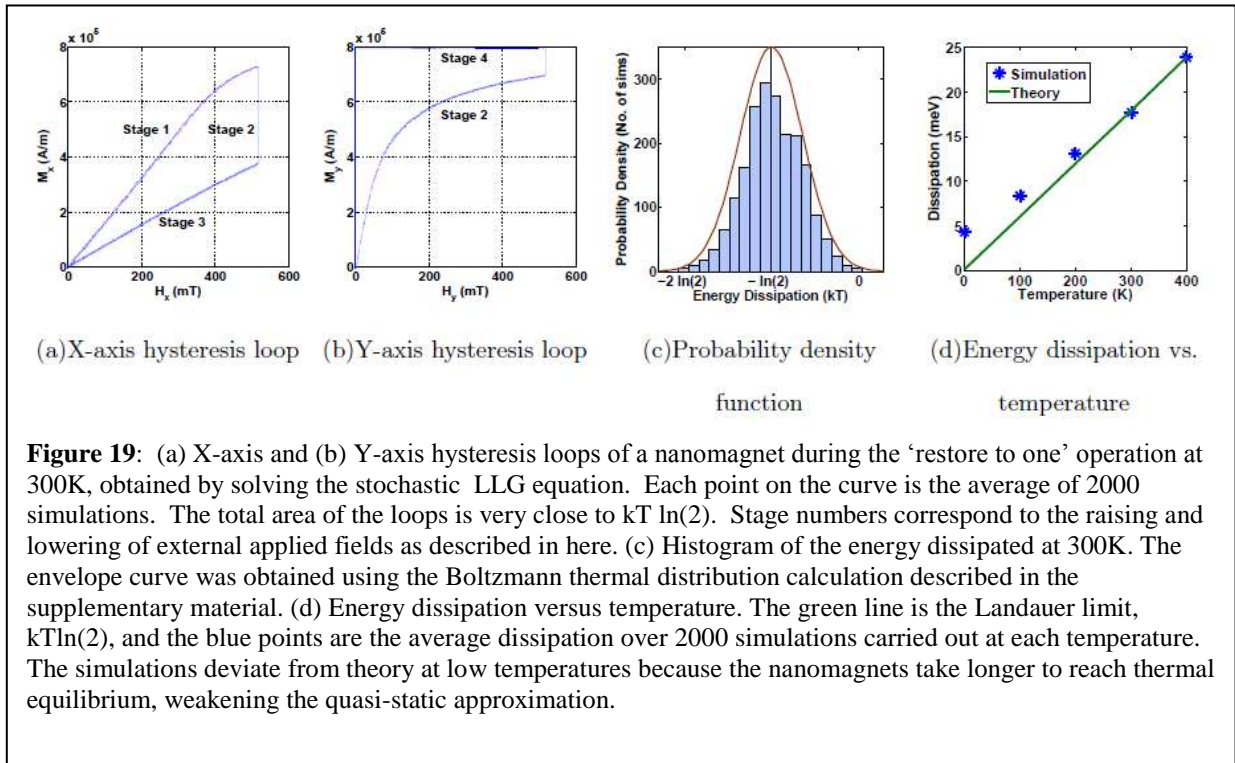 x 10^5
8
6
4
2
0
M_x (A/m)
Stage 1
Stage 2
Stage 3
0 200 400 600
H_x (mT)
x 10^5
8
6
4
2
0
M_y (A/m)
Stage 4
Stage 2
0 200 400 600
H_y (mT)
300
200
100
0
Probability Density (No. of sims)
−2 ln(2) − ln(2) 0
Energy Dissipation (kT)
25
20
15
10
5
0
Dissipation (meV)
Simulation
Theory
0 100 200 300 400
Temperature (K)
(a)X-axis hysteresis loop
(b)Y-axis hysteresis loop
(c)Probability density
function
(d)Energy dissipation vs.
temperature
Figure 19: (a) X-axis and (b) Y-axis hysteresis loops of a nanomagnet during the ‘restore to one’ operation at
300K, obtained by solving the stochastic LLG equation. Each point on the curve is the average of 2000
simulations. The total area of the loops is very close to kT ln(2). Stage numbers correspond to the raising and
lowering of external applied fields as described in here. (c) Histogram of the energy dissipated at 300K. The
envelope curve was obtained using the Boltzmann thermal distribution calculation described in the
supplementary material. (d) Energy dissipation versus temperature. The green line is the Landauer limit,
kTln(2), and the blue points are the average dissipation over 2000 simulations carried out at each temperature.
The simulations deviate from theory at low temperatures because the nanomagnets take longer to reach thermal
equilibrium, weakening the quasi-static approximation.